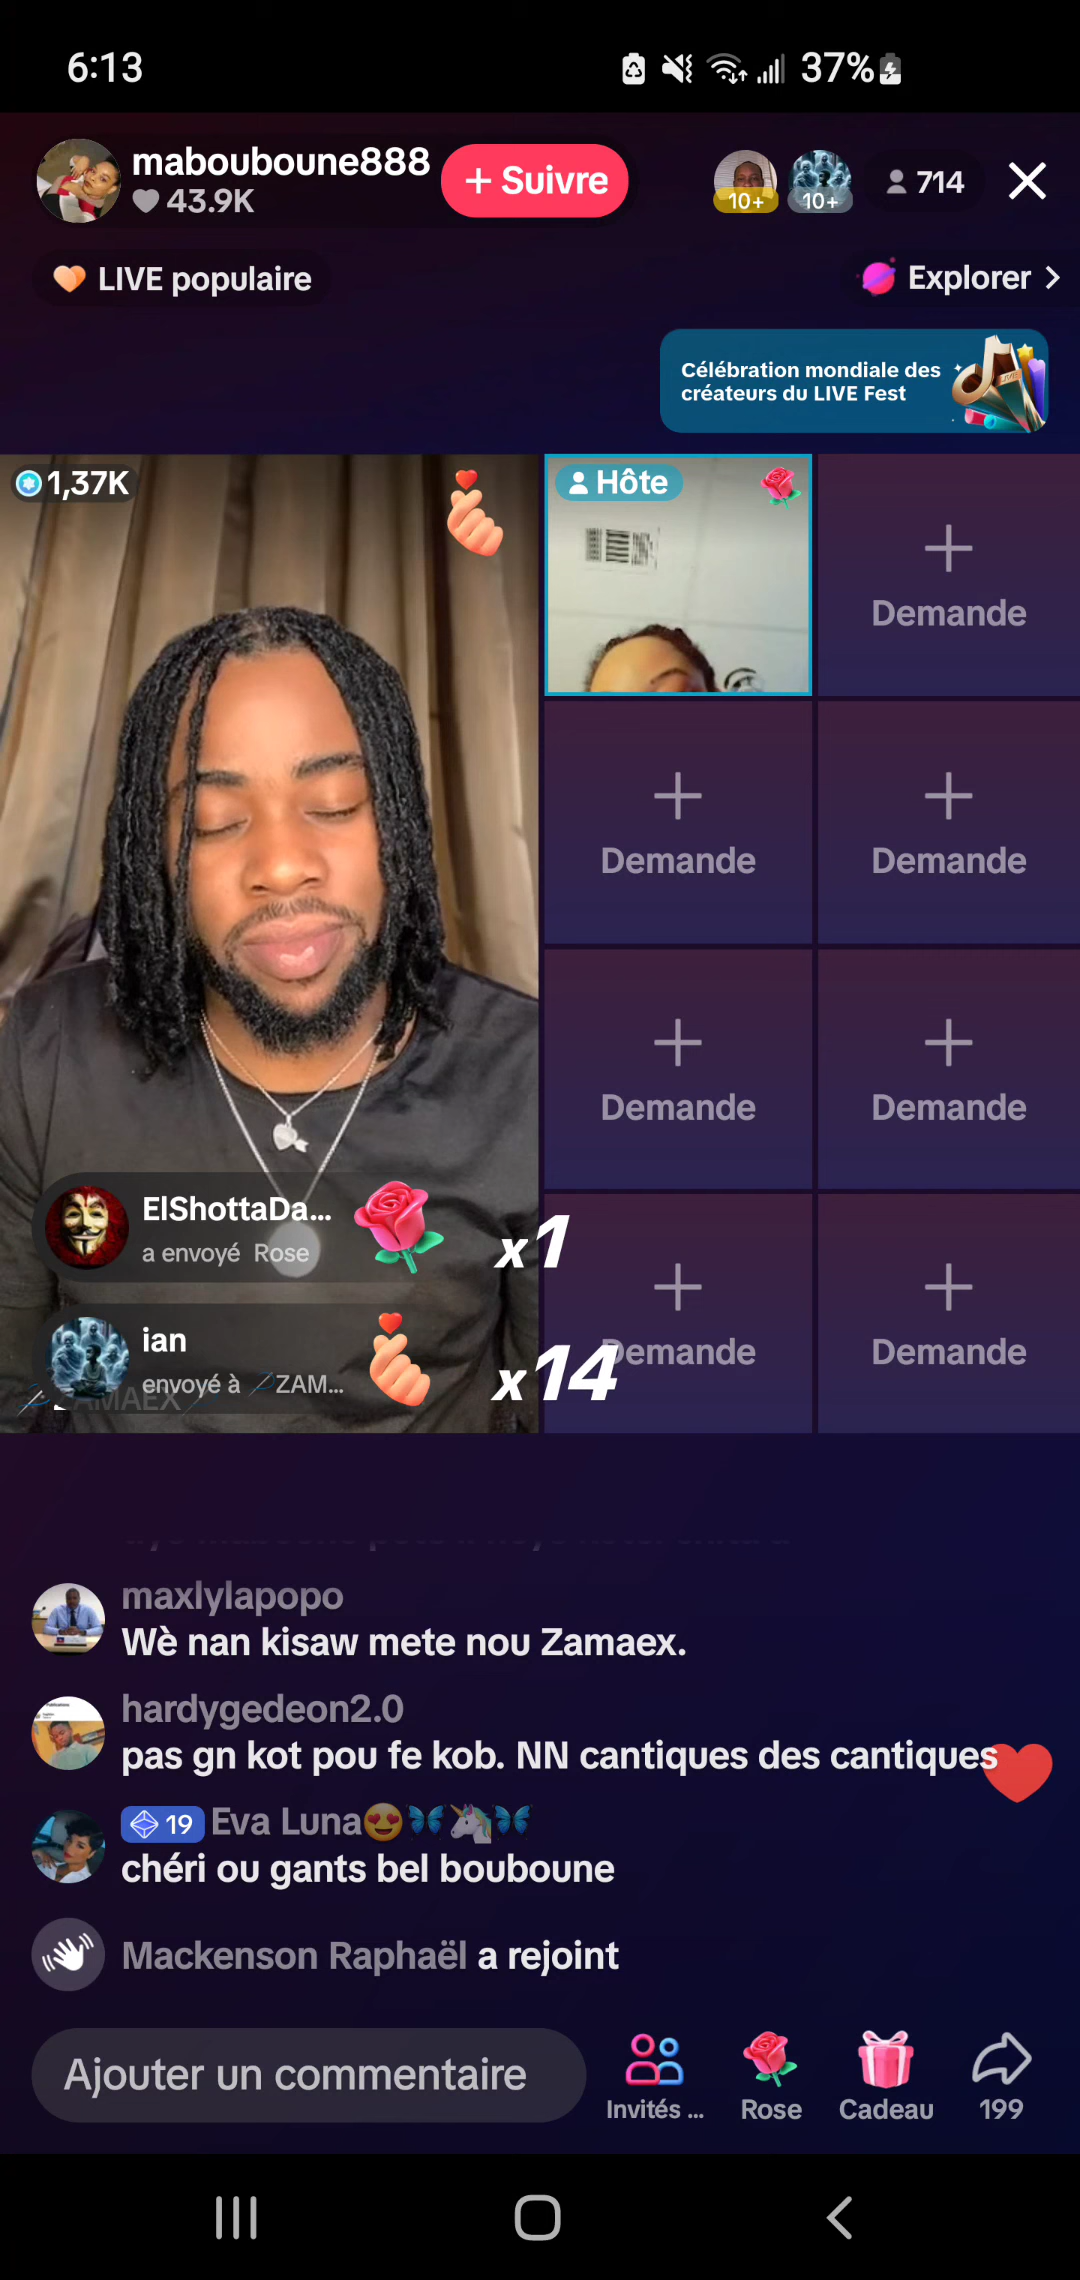 6:13
37%
mabouboune888
43.9K
+ Suivre
10+
10+
714
LIVE populaire
Explorer
Célébration mondiale des
créateurs du LIVE Fest
1,37K
Hôte
Demande
Demande
Demande
Demande
Demande
ElShottaDa...
a envoyé Rose
x1
ian
envoyé à ZAM...
x14
ZAMAEX
Demande
Demande
maxlylapopo
Wè nan kisaw mete nou Zamaex.
hardygedeon2.0
pas gn kot pou fe kob. NN cantiques des cantiques
19 Eva Luna😍🦋🦄🦋
chéri ou gants bel bouboune
Mackenson Raphaël a rejoint
Ajouter un commentaire
Invités ...
Rose
Cadeau
199